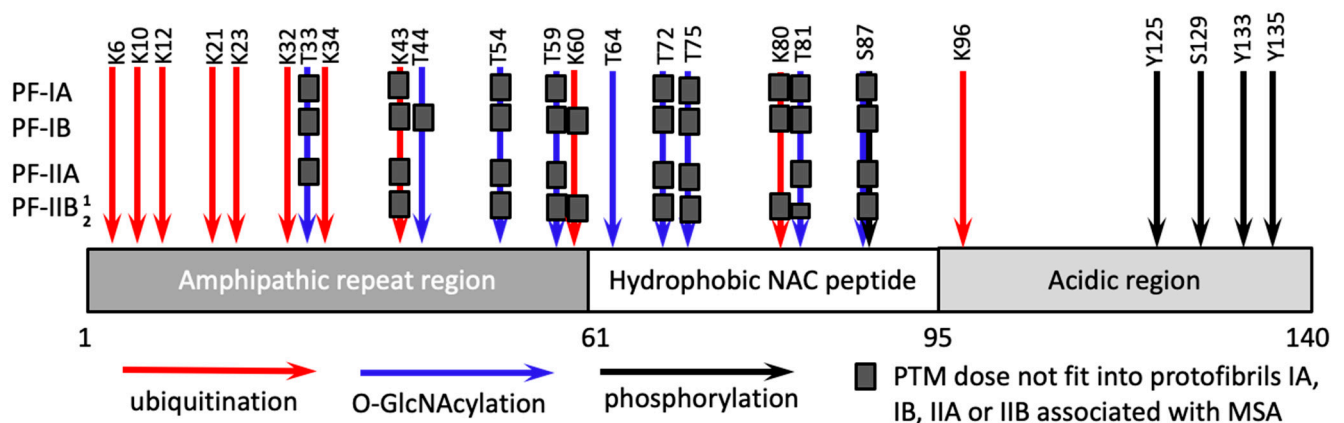 K6 K10 K12 K21 K23 K32 T33 K34 K43 T44 T54 T59 K60 T64 T72 T75 K80 T81 S87 K96 Y125 S129 Y133 Y135
PF-IA
PF-IB
PF-IIA
PF-IIB 1
2
Amphipathic repeat region Hydrophobic NAC peptide Acidic region
1 61 95 140
ubiquitination O-GlcNAcylation phosphorylation
PTM dose not fit into protofibrils IA,
IB, IIA or IIB associated with MSA